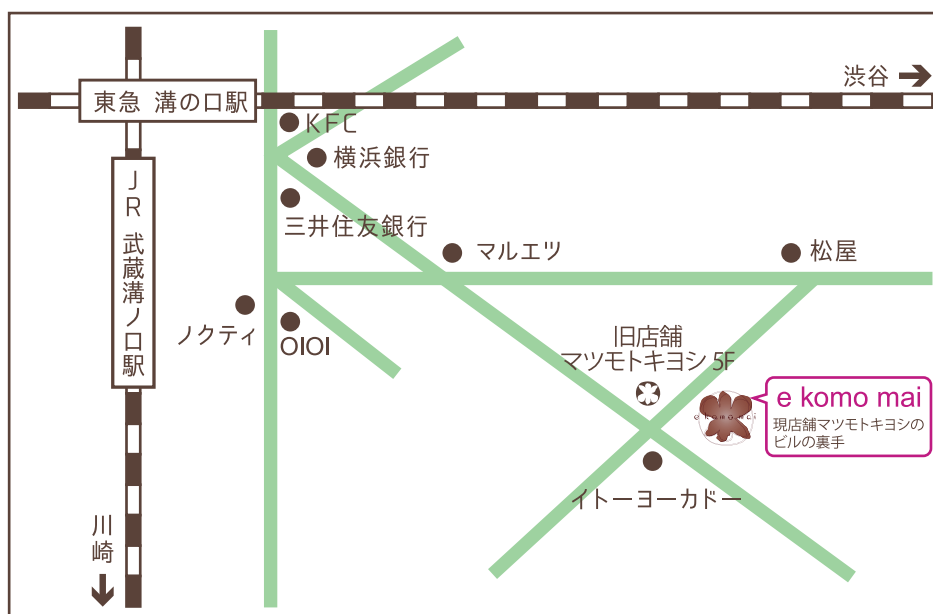 渋谷
東急 溝の口駅
KFC
横浜銀行
JR 武蔵溝ノ口駅
三井住友銀行
マルエツ
松屋
ノクティ
OIOI
旧店舗
マツモトキヨシ 5F
e komo mai
e komo mai
現店舗マツモトキヨシの
ビルの裏手
イトーヨーカドー
川崎